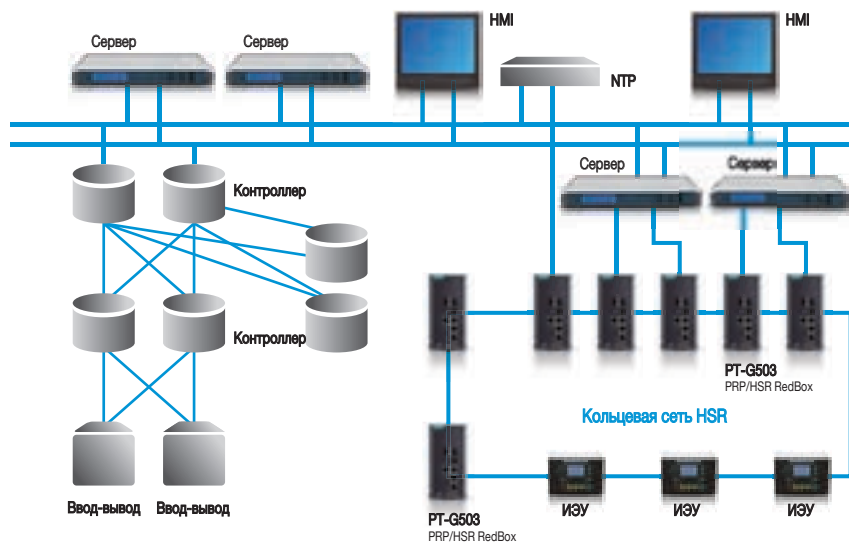 HMI
HMI
Сервер
Сервер
NTP
Сервер
Сервер
Контроллер
Контроллер
PT-G503
PRP/HSR RedBox
Кольцевая сеть HSR
Ввод-вывод
Ввод-вывод
ИЭУ
ИЭУ
ИЭУ
PT-G503
PRP/HSR RedBox